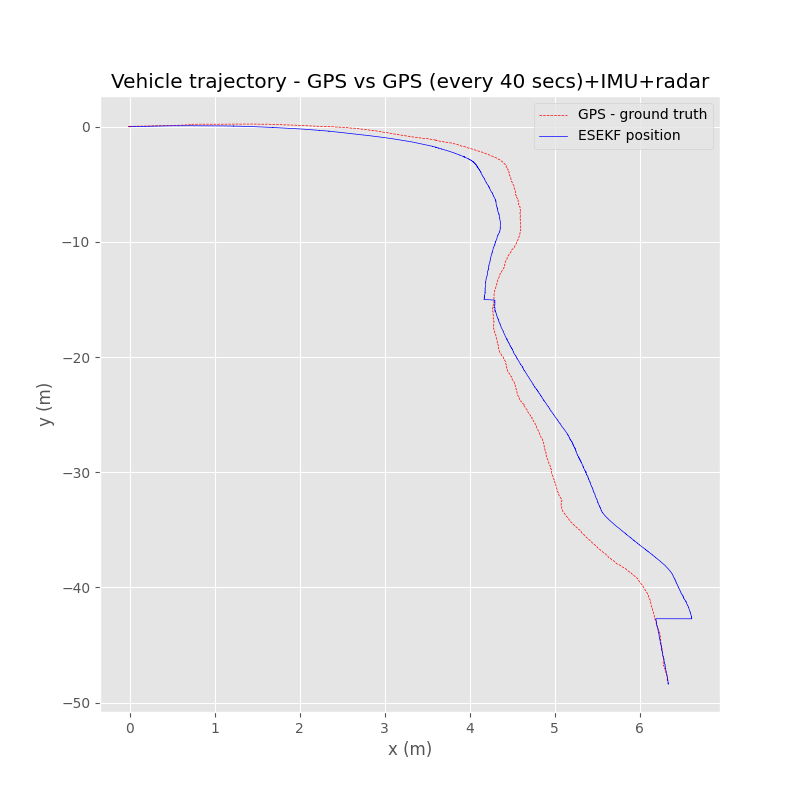 Vehicle trajectory - GPS vs GPS (every 40 secs)+IMU+radar
GPS - ground truth
ESEKF position
0
−10
−20
−30
−40
−50
y (m)
0 1 2 3 4 5 6
x (m)